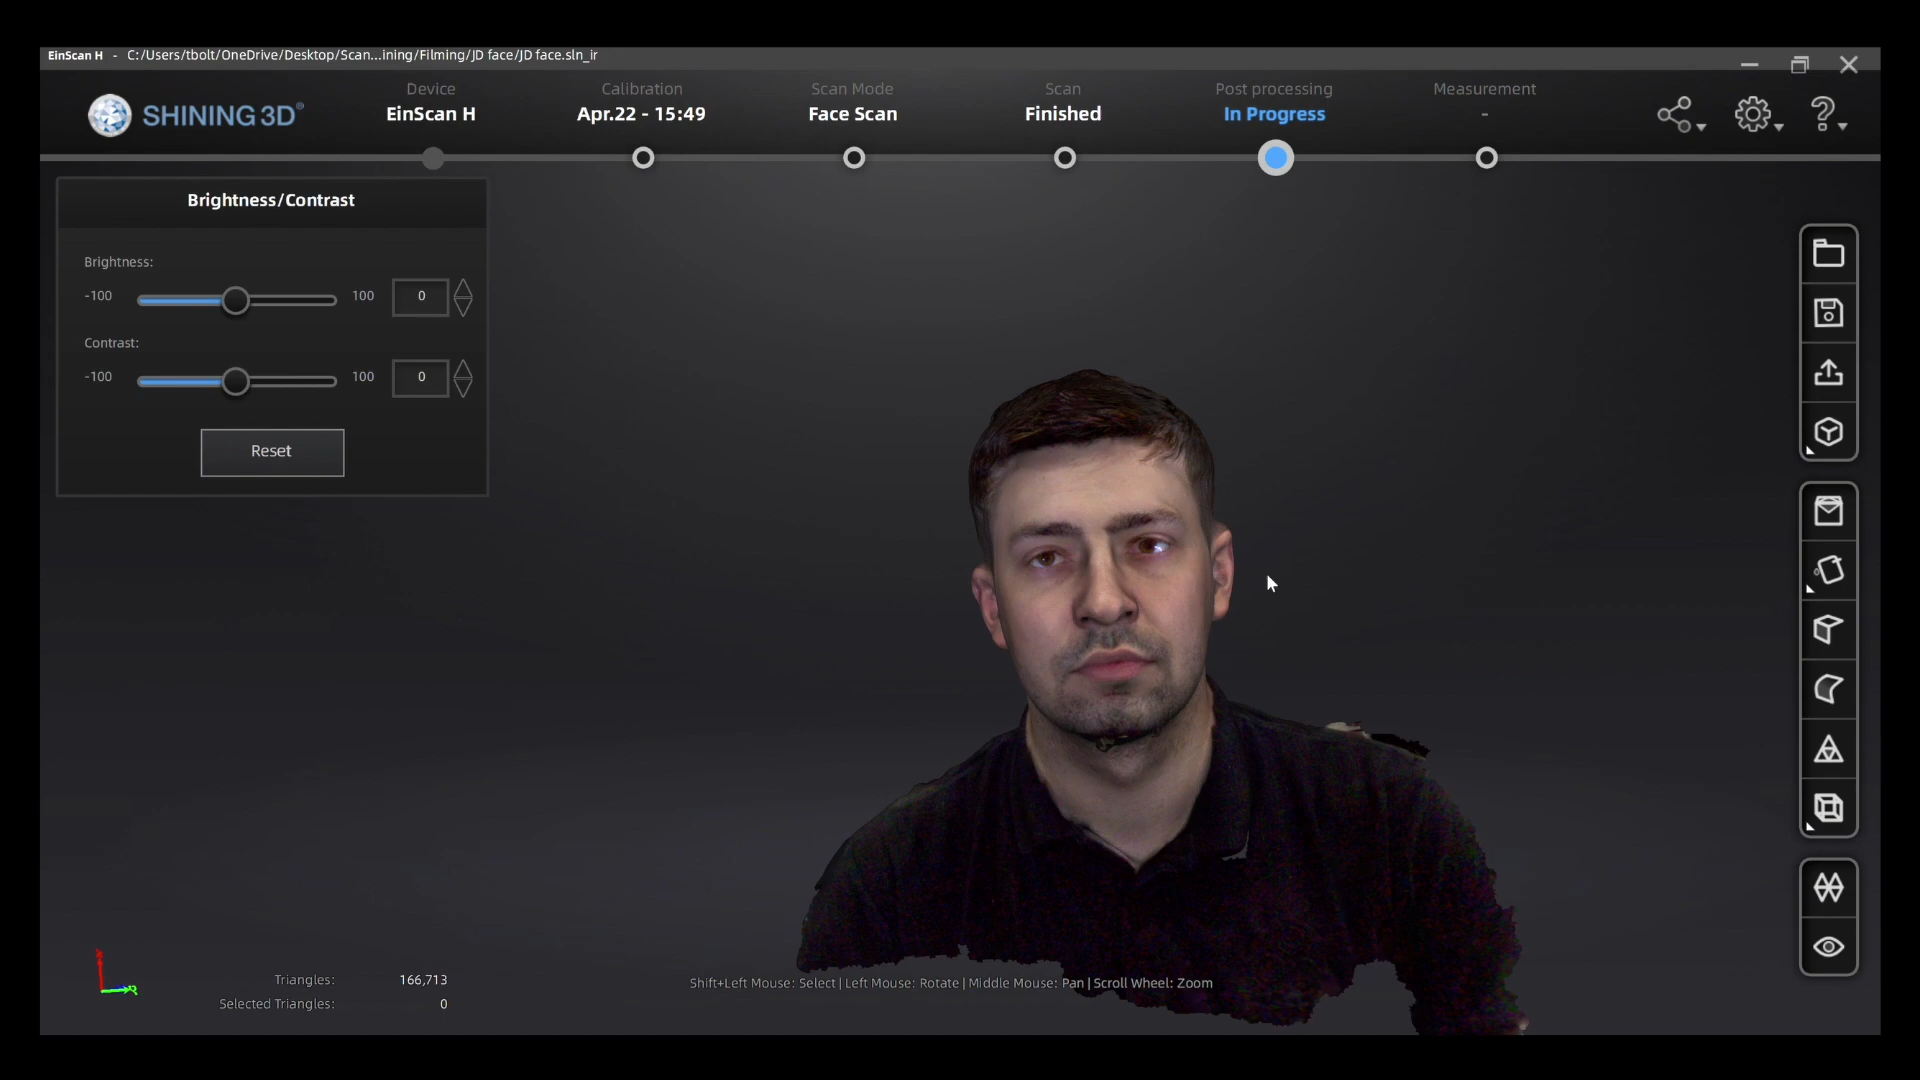 EinScan H - C:/Users/tbolt/OneDrive/Desktop/Scan...ining/Filming/JD face/JD face.sln_ir
SHINING 3D®
Device
EinScan H
Calibration
Apr.22 - 15:49
Scan Mode
Face Scan
Scan
Finished
Post processing
In Progress
Measurement
-
Brightness/Contrast
Brightness:
-100 100 0
Contrast:
-100 100 0
Reset
Triangles: 166,713
Selected Triangles: 0
Shift+Left Mouse: Select | Left Mouse: Rotate | Middle Mouse: Pan | Scroll Wheel: Zoom